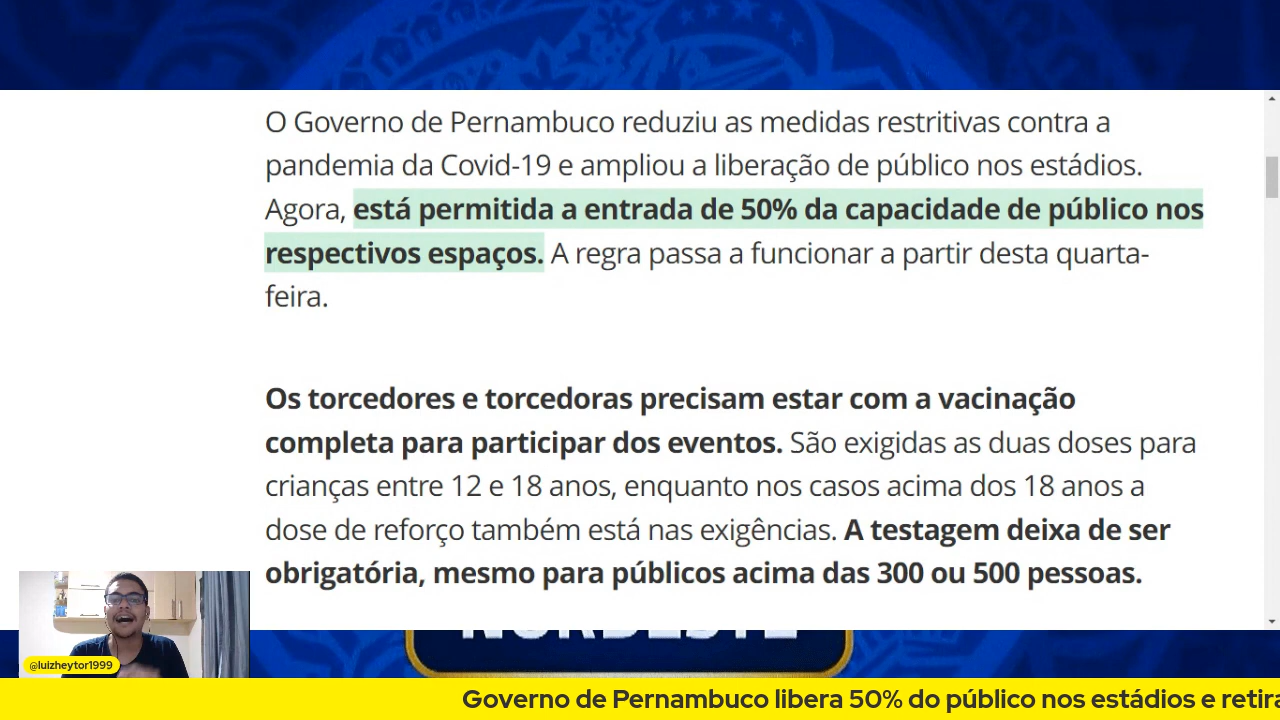 O Governo de Pernambuco reduziu as medidas restritivas contra a
pandemia da Covid-19 e ampliou a liberação de público nos estádios.
Agora, está permitida a entrada de 50% da capacidade de público nos
respectivos espaços. A regra passa a funcionar a partir desta quarta-
feira.
Os torcedores e torcedoras precisam estar com a vacinação
completa para participar dos eventos. São exigidas as duas doses para
crianças entre 12 e 18 anos, enquanto nos casos acima dos 18 anos a
dose de reforço também está nas exigências. A testagem deixa de ser
obrigatória, mesmo para públicos acima das 300 ou 500 pessoas.
NORDESTE
@luizheytor1999
Governo de Pernambuco libera 50% do público nos estádios e retira